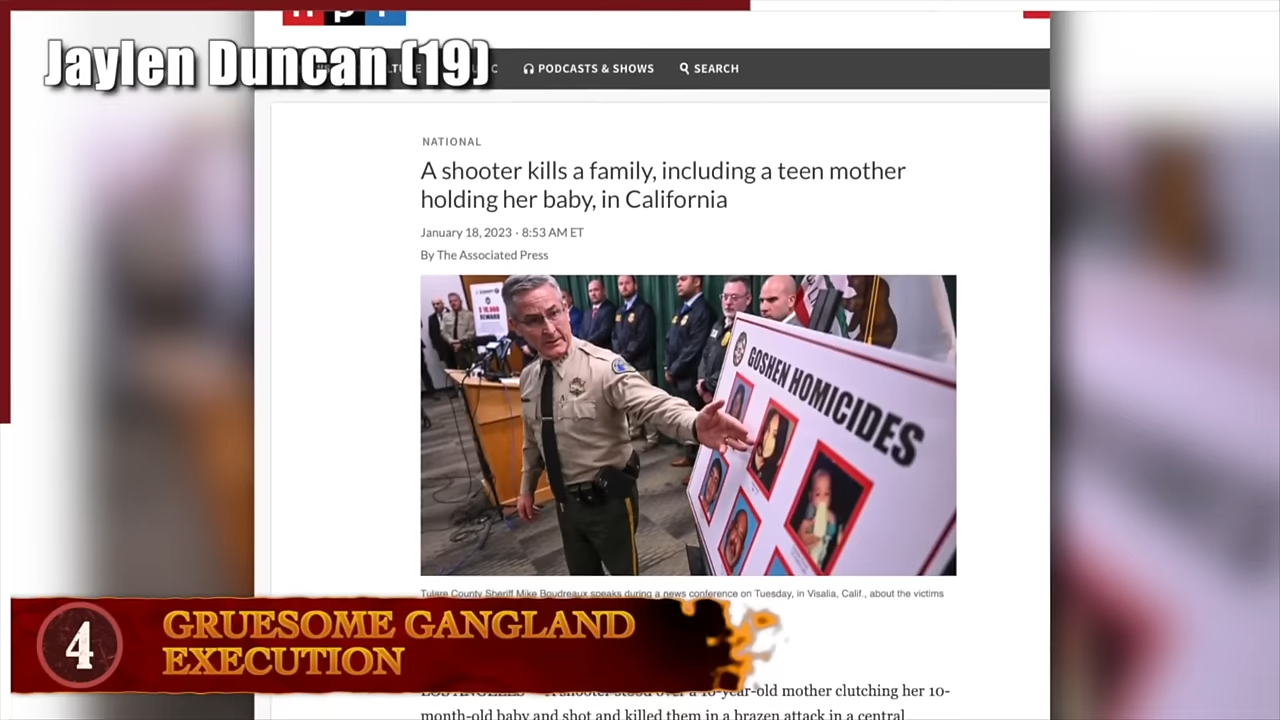 Jaylen Duncan (19)
PODCASTS & SHOWS
SEARCH
NATIONAL
A shooter kills a family, including a teen mother
holding her baby, in California
January 18, 2023 · 8:53 AM ET
By The Associated Press
REWARD
GOSHEN HOMICIDES
Tulare County Sheriff Mike Boudreaux speaks during a news conference on Tuesday, in Visalia, Calif., about the victims
4
GRUESOME GANGLAND
EXECUTION
-year-old mother clutching her 10-
month-old baby and shot and killed them in a brazen attack in a central